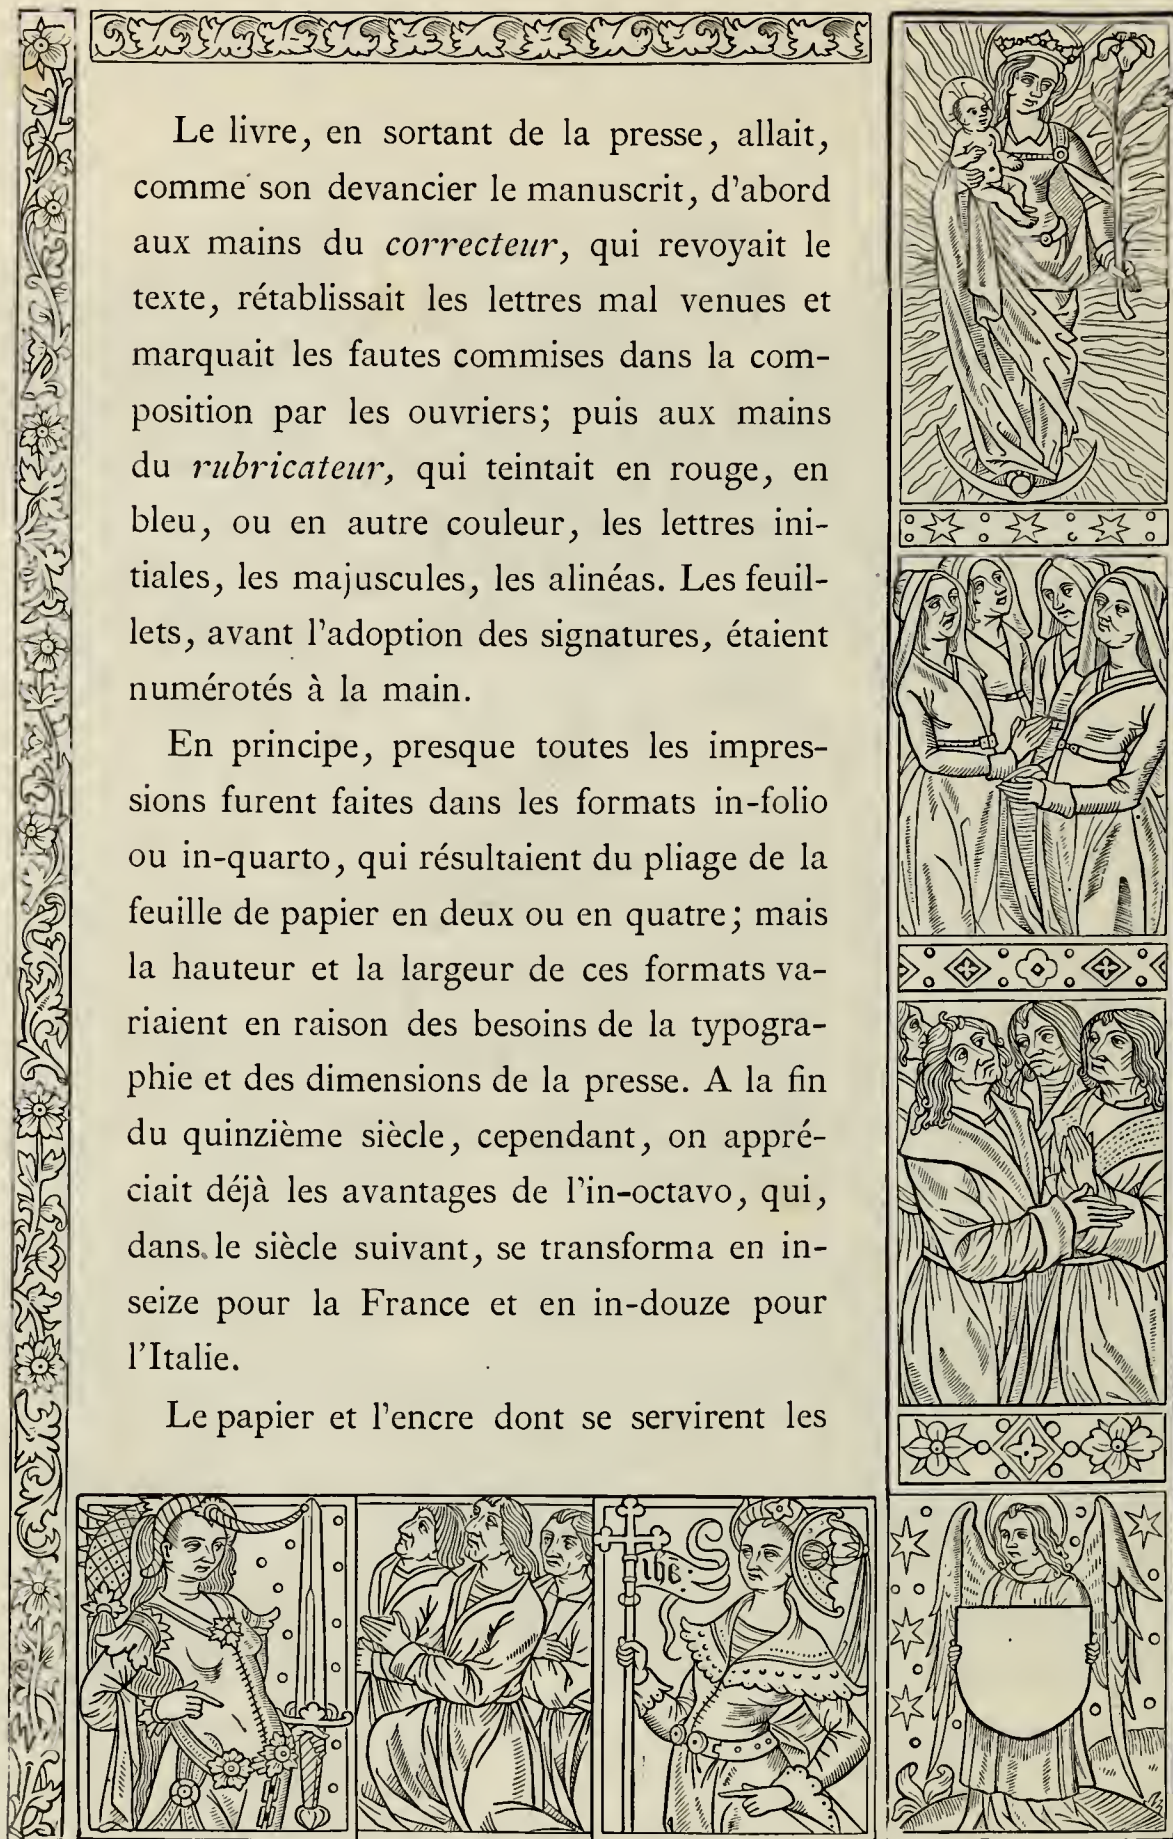 Le livre, en sortant de la presse, allait,
comme son devancier le manuscrit, d'abord
aux mains du correcteur, qui revoyait le
texte, rétablissait les lettres mal venues et
marquait les fautes commises dans la com-
position par les ouvriers; puis aux mains
du rubricateur, qui teintait en rouge, en
bleu, ou en autre couleur, les lettres ini-
tiales, les majuscules, les alinéas. Les feuil-
lets, avant l'adoption des signatures, étaient
numérotés à la main.
En principe, presque toutes les impres-
sions furent faites dans les formats in-folio
ou in-quarto, qui résultaient du pliage de la
feuille de papier en deux ou en quatre; mais
la hauteur et la largeur de ces formats va-
riaient en raison des besoins de la typogra-
phie et des dimensions de la presse. A la fin
du quinzième siècle, cependant, on appré-
ciait déjà les avantages de l'in-octavo, qui,
dans le siècle suivant, se transforma en in-
seize pour la France et en in-douze pour
l'Italie.
Le papier et l'encre dont se servirent les
ihc